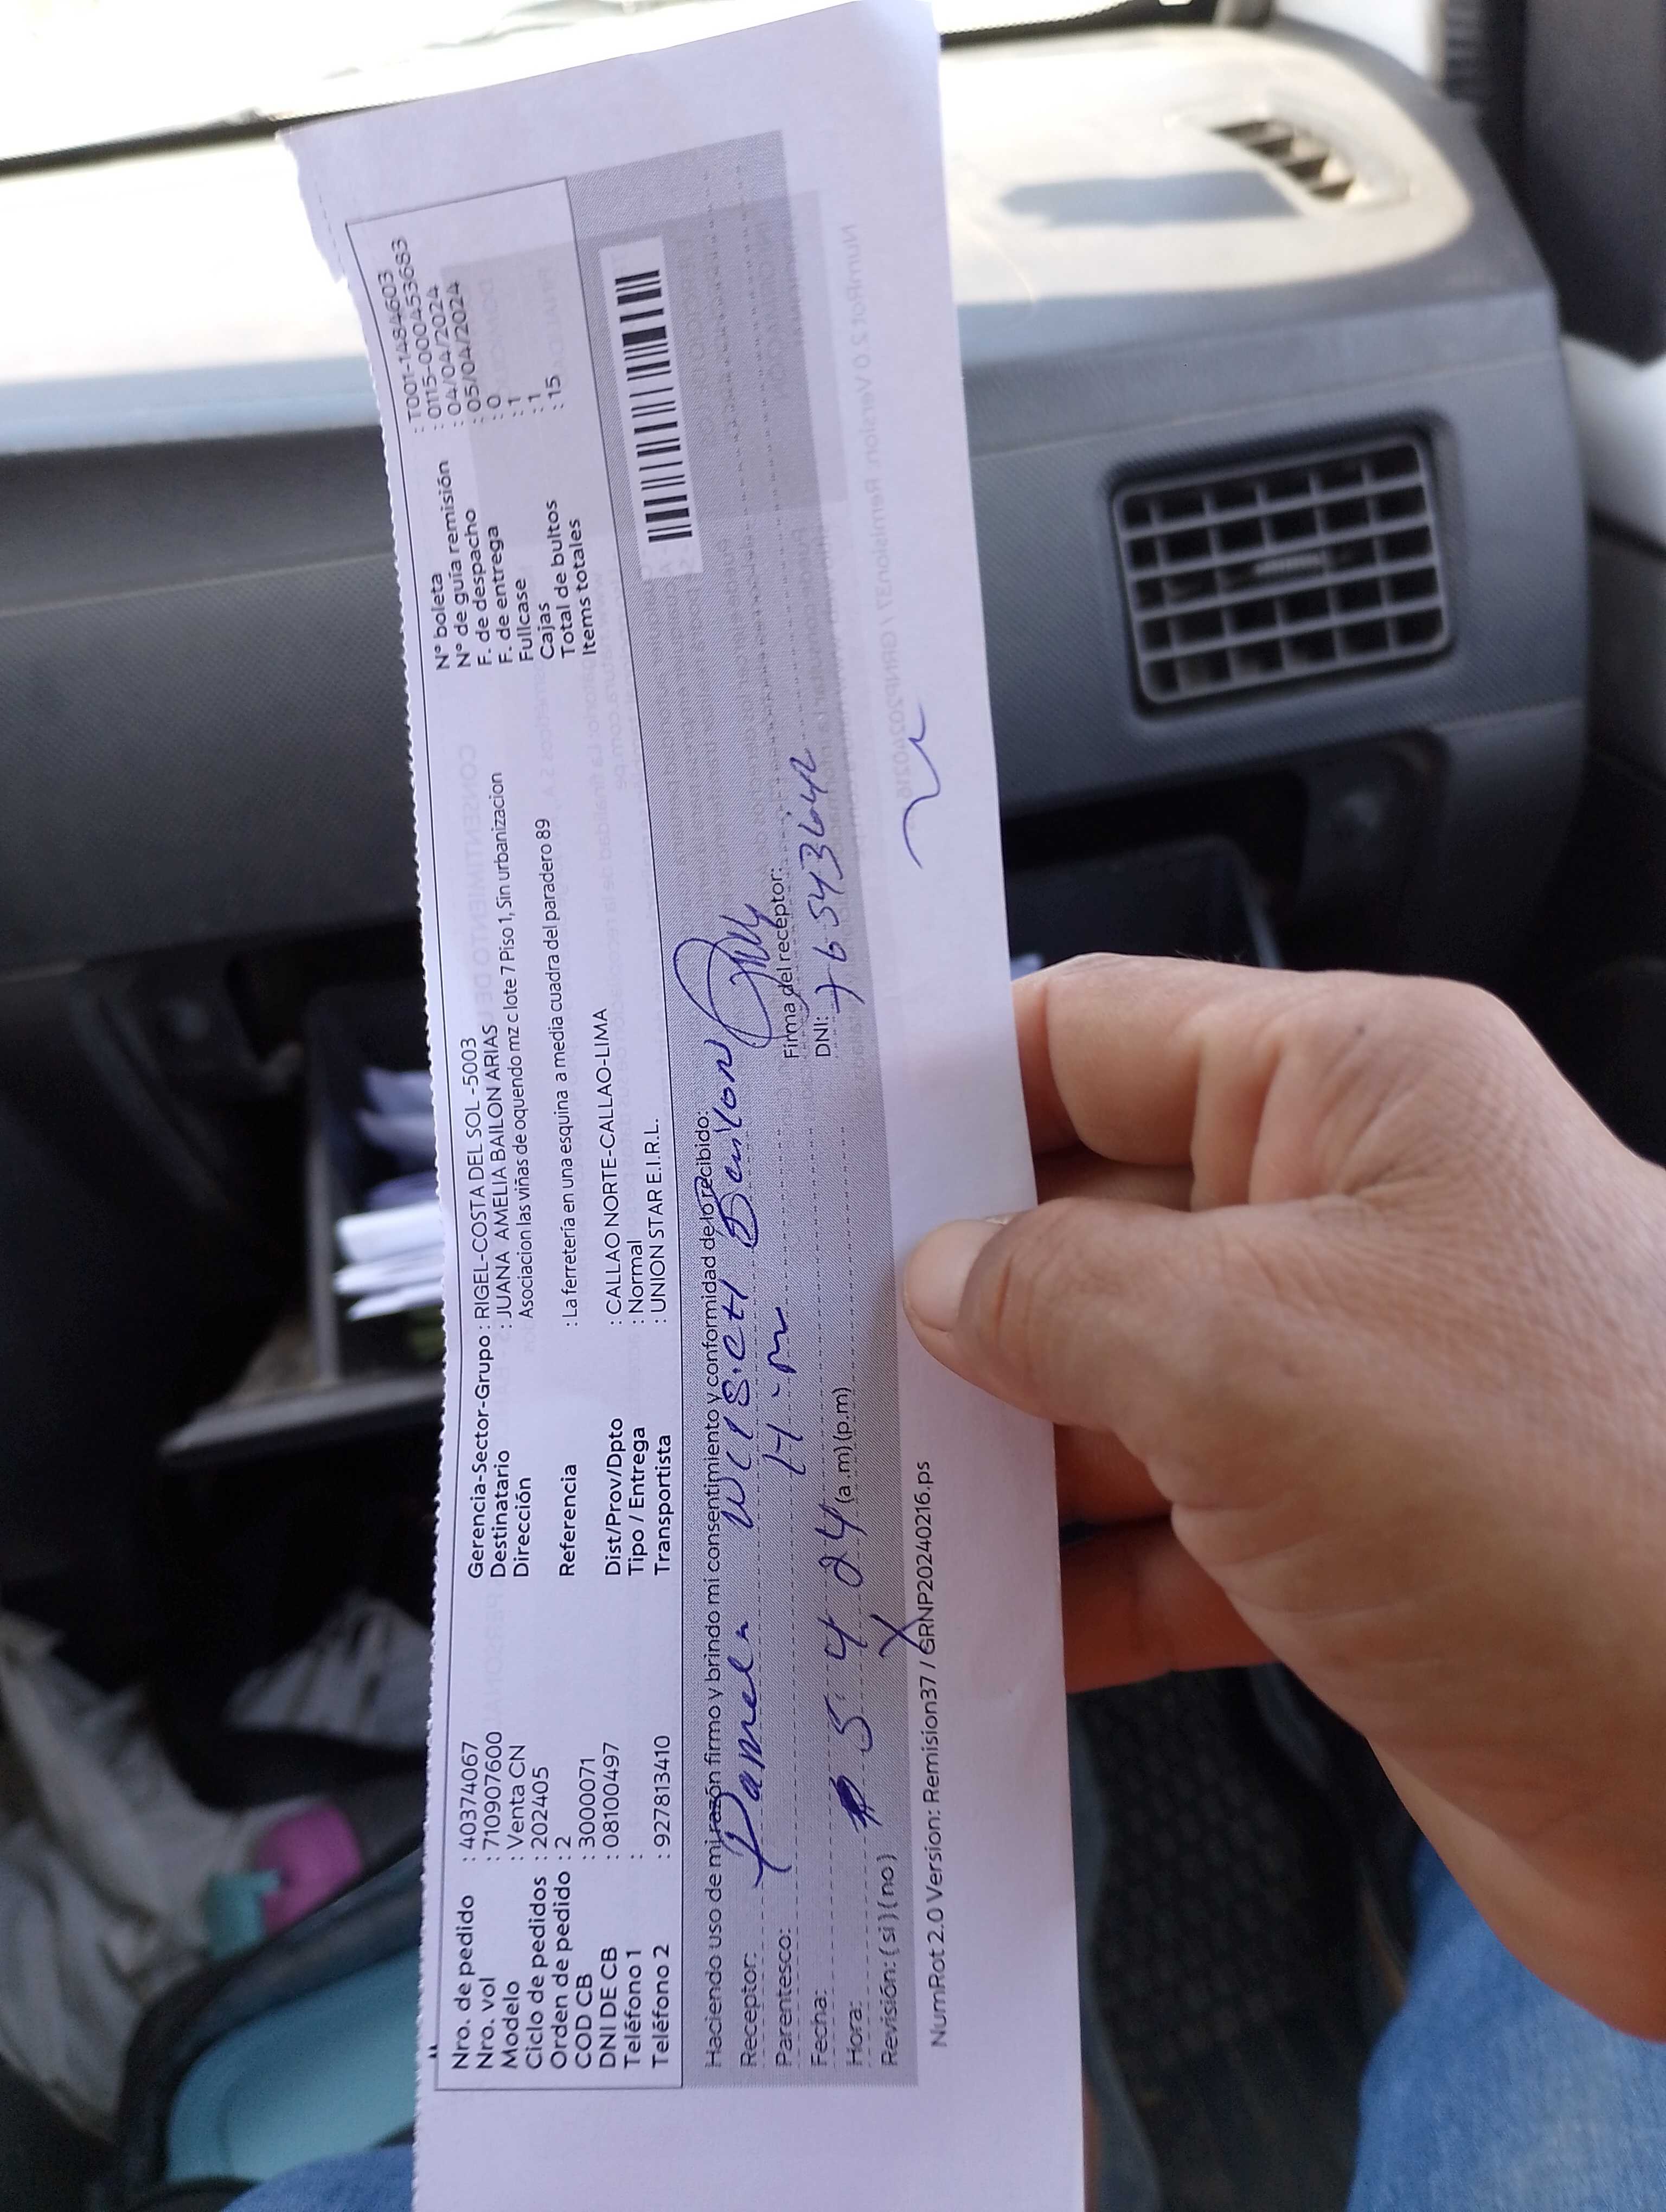 Nro. de pedido : 40374067
Nro. vol : 710907600
Modelo : Venta CN
Ciclo de pedidos : 202405
Orden de pedido : 2
COD CB : 3000071
DNI DE CB : 08100497
Teléfono 1 :
Teléfono 2 : 927813410
Gerencia-Sector-Grupo : RIGEL-COSTA DEL SOL -5003
Destinatario : JUANA AMELIA BAILON ARIAS
Dirección Asociacion las viñas de oquendo mz c lote 7 Piso 1, Sin urbanizacion
Referencia : La ferretería en una esquina a media cuadra del paradero 89
Dist/Prov/Dpto : CALLAO NORTE-CALLAO-LIMA
Tipo / Entrega : Normal
Transportista : UNION STAR E.I.R.L.
N° boleta : T001-1484603
N° de guía remisión : 0115-0000453683
F. de despacho : 04/04/2024
F. de entrega : 05/04/2024
Fullcase : 0
Cajas : 1
Total de bultos : 1
Items totales : 15
Haciendo uso de mi razón firmo y brindo mi consentimiento y conformidad de lo recibido:
Receptor: Pamela Bailon
Parentesco:
Firma del receptor:
Fecha: 5 4 24
DNI: 76543642
Hora: (a.m)(p.m)
Revisión: (si)(no) X
NumRot 2.0 Version: Remision37 / GRNP20240216.ps